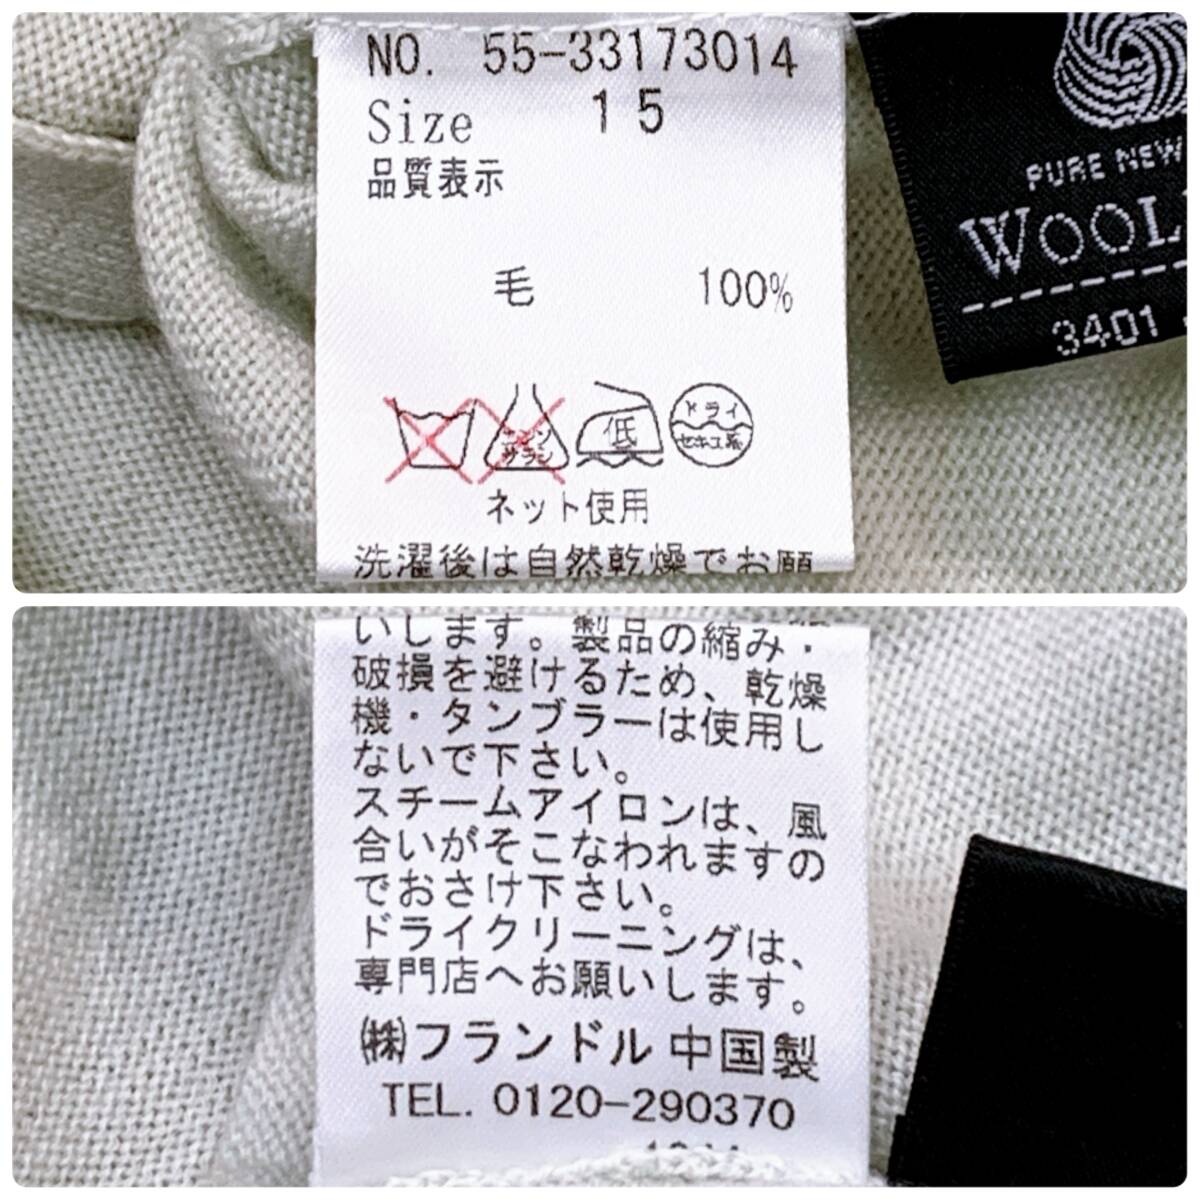 NO. 55-33173014
Size 15
品質表示
毛 100%
エンソ
サラシ
低
ドライ
セキユ系
ネット使用
洗濯後は自然乾燥でお願
PURE NEW
WOOL
3401
いします。製品の縮み・
破損を避けるため、乾燥
機・タンブラーは使用し
ないで下さい。
スチームアイロンは、風
合いがそこなわれますの
でおさけ下さい。
ドライクリーニングは、
専門店へお願いします。
㈱フランドル 中国製
TEL. 0120-290370